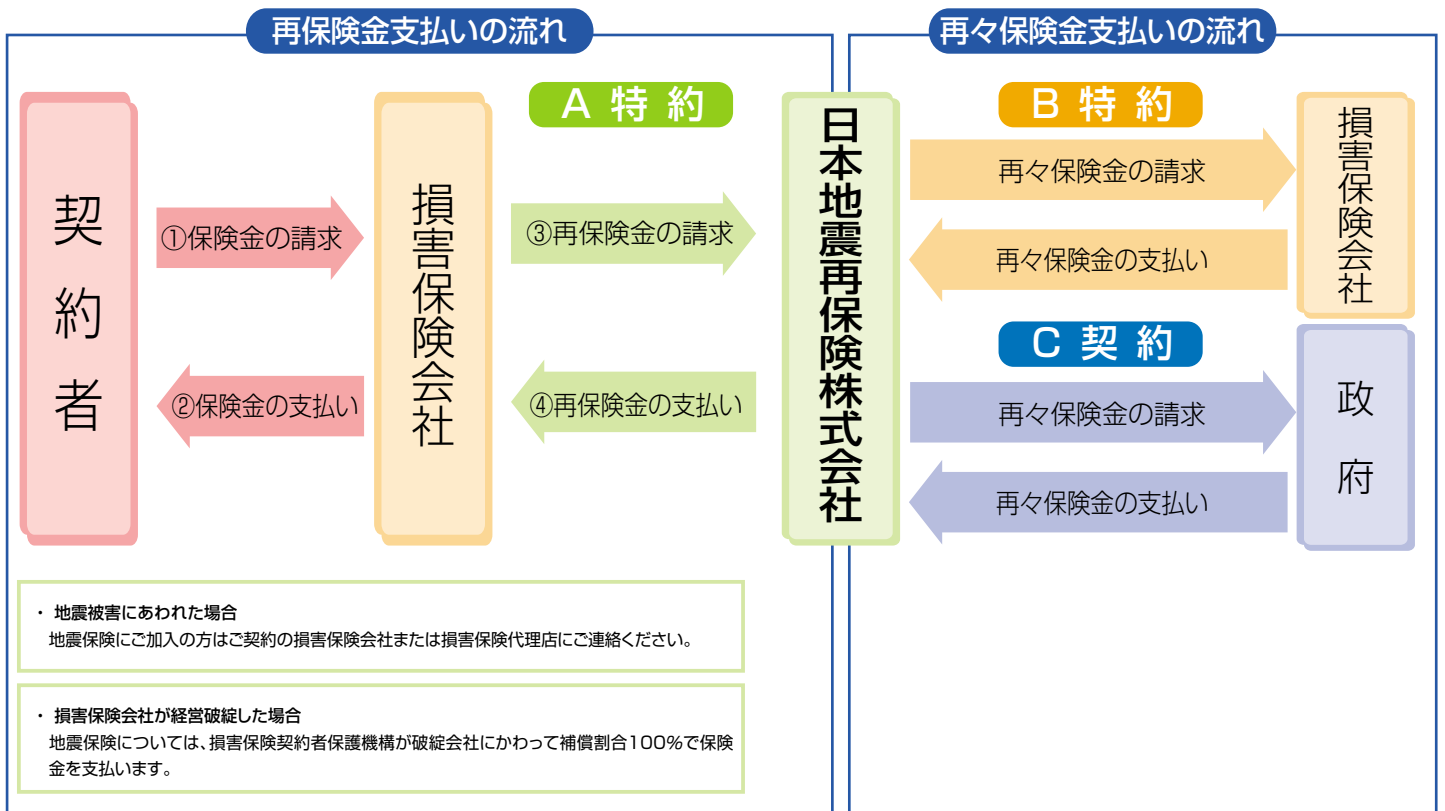 再保険金支払いの流れ
再々保険金支払いの流れ
契約者
①保険金の請求
②保険金の支払い
損害保険会社
A 特 約
③再保険金の請求
④再保険金の支払い
日本地震再保険株式会社
B 特 約
再々保険金の請求
再々保険金の支払い
損害保険会社
C 契 約
再々保険金の請求
再々保険金の支払い
政府
・ 地震被害にあわれた場合
地震保険にご加入の方はご契約の損害保険会社または損害保険代理店にご連絡ください。
・ 損害保険会社が経営破綻した場合
地震保険については、損害保険契約者保護機構が破綻会社にかわって補償割合100%で保険
金を支払います。